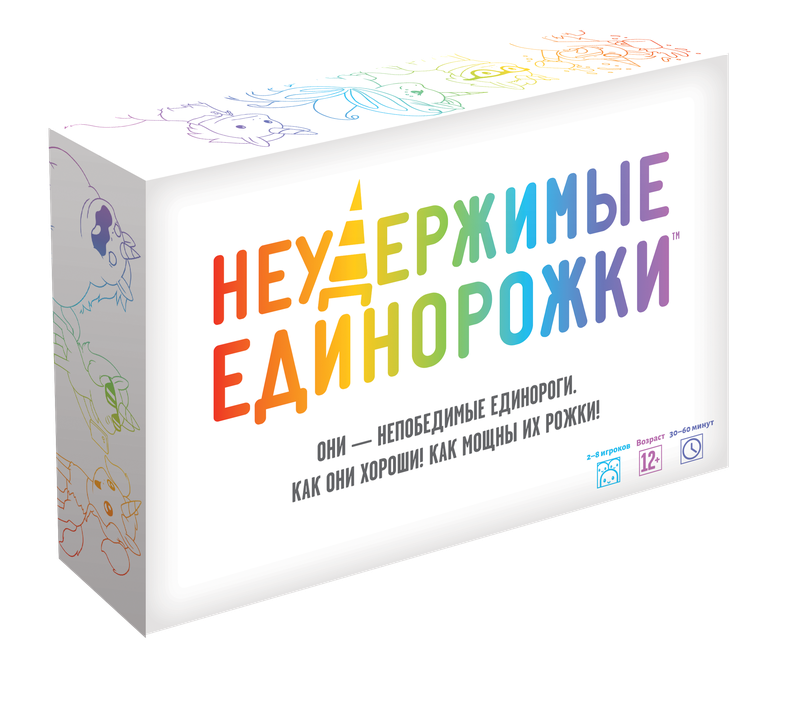 НЕУДЕРЖИМЫЕ
ЕДИНОРОЖКИ™
ОНИ — НЕПОБЕДИМЫЕ ЕДИНОРОГИ.
КАК ОНИ ХОРОШИ! КАК МОЩНЫ ИХ РОЖКИ!
2–8 игроков
Возраст
12+
30–60 минут